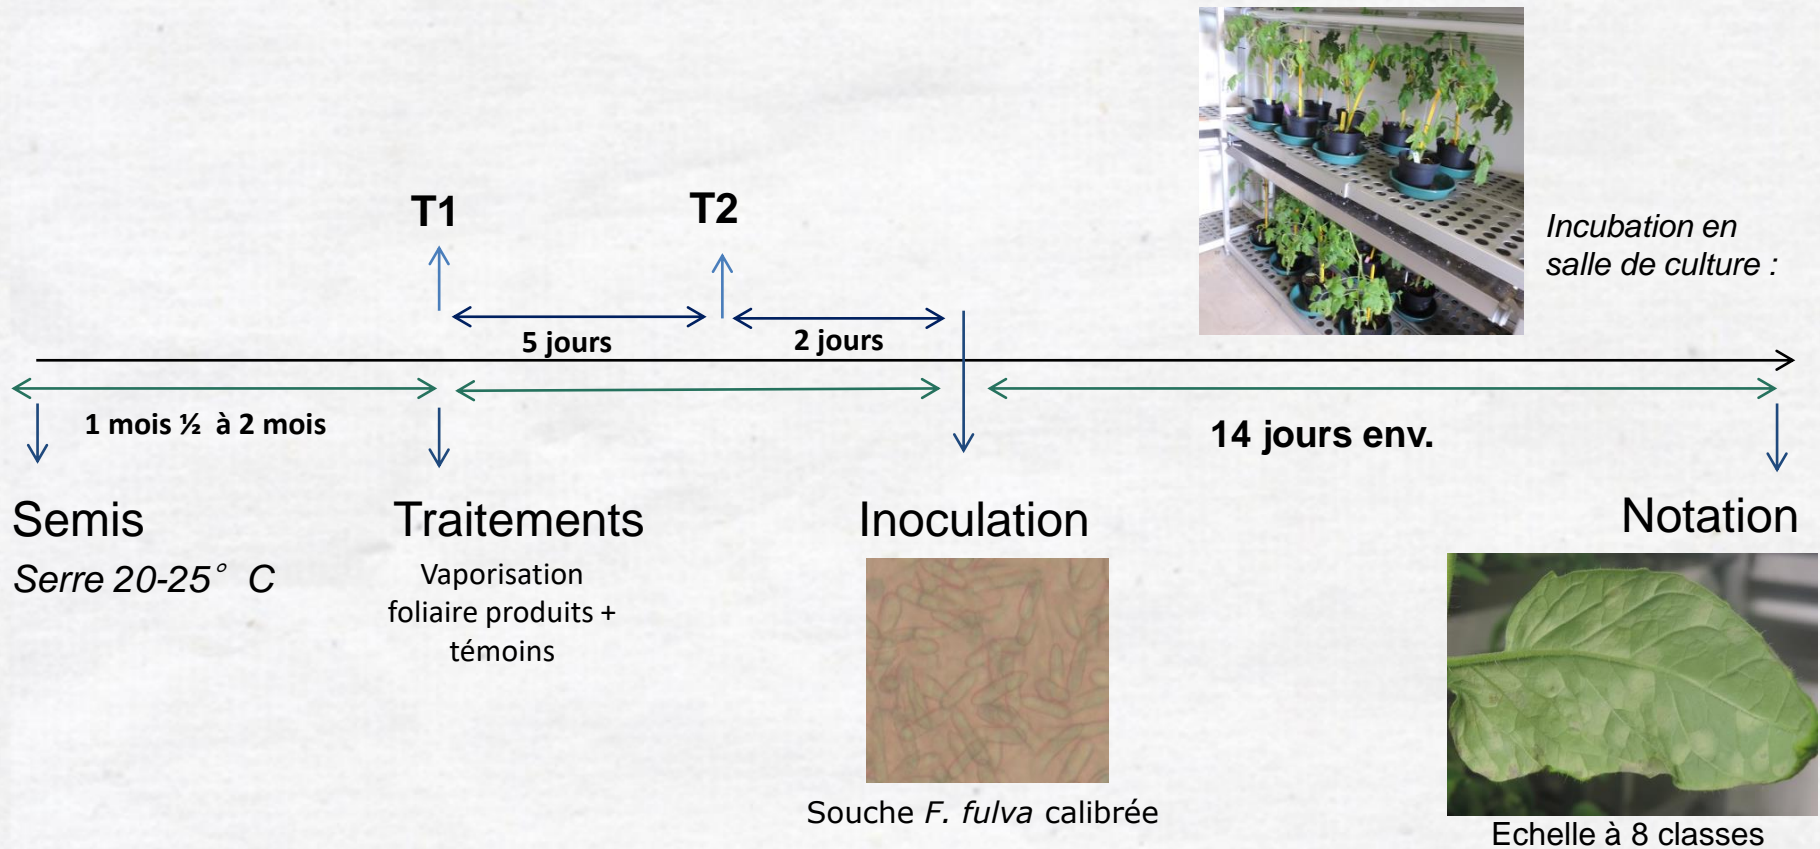 T1
T2
Incubation en
salle de culture :
5 jours
2 jours
1 mois ½ à 2 mois
14 jours env.
Semis
Serre 20-25° C
Traitements
Vaporisation
foliaire produits +
témoins
Inoculation
Souche F. fulva calibrée
Notation
Echelle à 8 classes